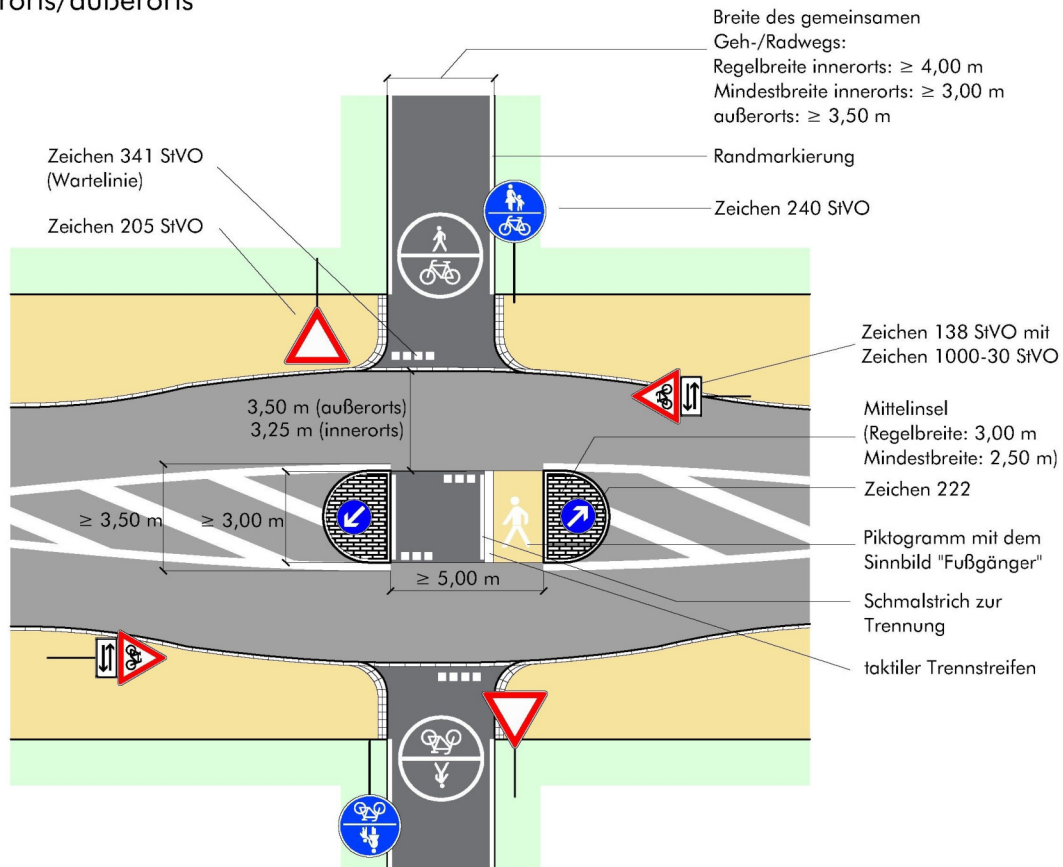 orts/außerorts
Breite des gemeinsamen
Geh-/Radwegs:
Regelbreite innerorts: ≥ 4,00 m
Mindestbreite innerorts: ≥ 3,00 m
außerorts: ≥ 3,50 m
Randmarkierung
Zeichen 240 StVO
Zeichen 341 StVO
(Wartelinie)
Zeichen 205 StVO
Zeichen 138 StVO mit
Zeichen 1000-30 StVO
3,50 m (außerorts)
3,25 m (innerorts)
Mittelinsel
(Regelbreite: 3,00 m
Mindestbreite: 2,50 m)
Zeichen 222
≥ 3,50 m
≥ 3,00 m
≥ 5,00 m
Piktogramm mit dem
Sinnbild "Fußgänger"
Schmalstrich zur
Trennung
taktiler Trennstreifen